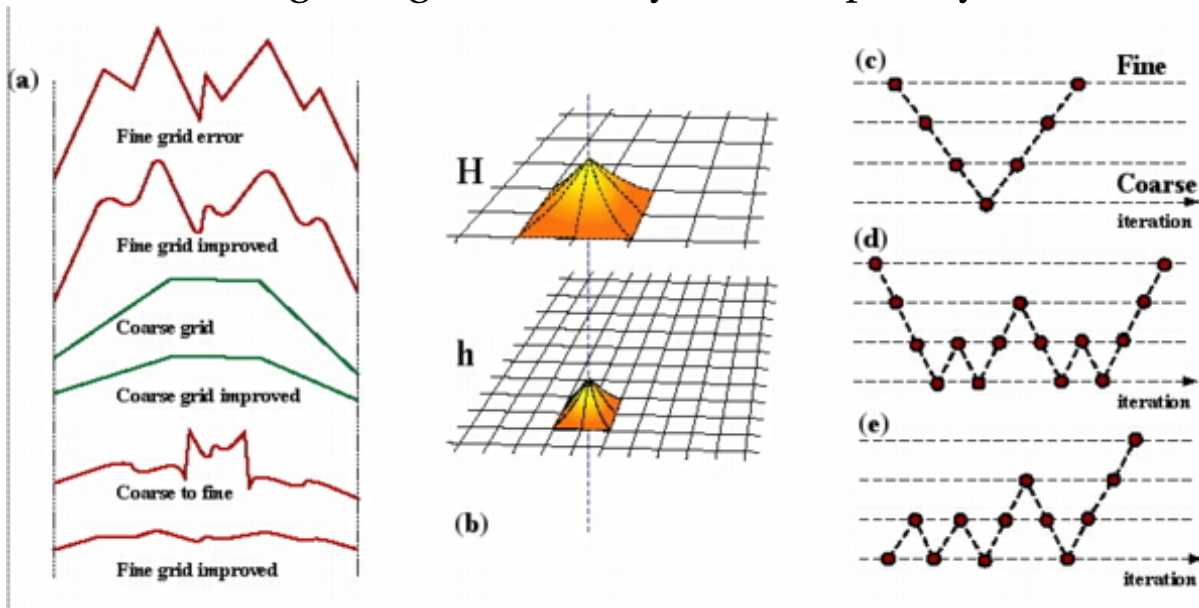 (a)
Fine grid error
Fine grid improved
Coarse grid
Coarse grid improved
Coarse to fine
Fine grid improved
H
h
(b)
(c)
Fine
Coarse
iteration
(d)
iteration
(e)
iteration